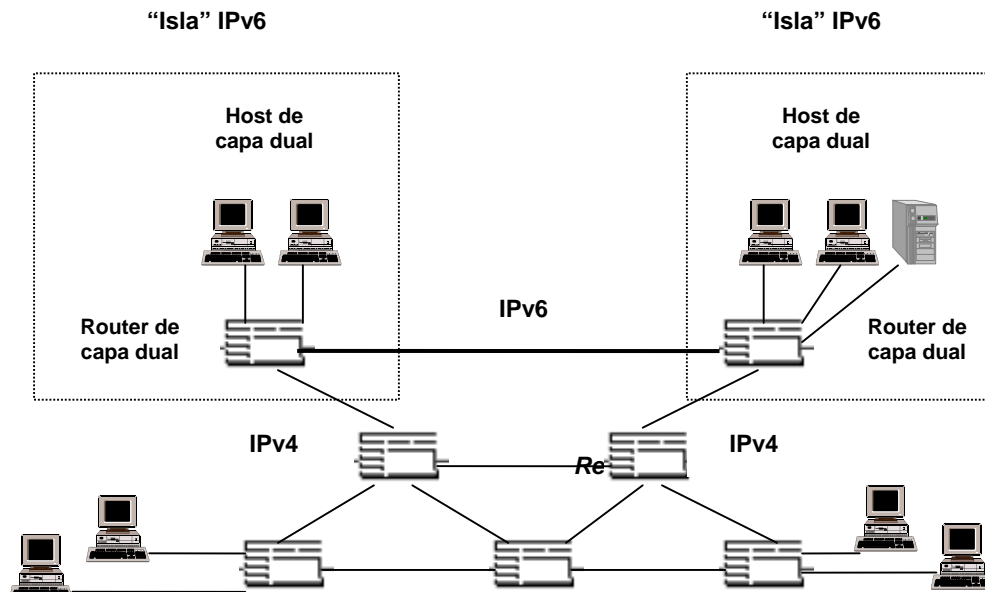 “Isla” IPv6
“Isla” IPv6
Host de
capa dual
Host de
capa dual
IPv6
Router de
capa dual
Router de
capa dual
IPv4
IPv4
Re